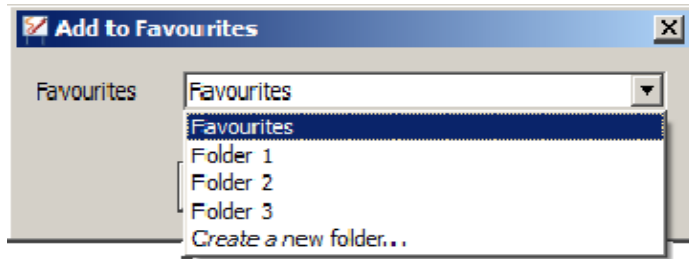 Add to Favourites
Favourites Favourites
Favourites
Folder 1
Folder 2
Folder 3
Create a new folder...